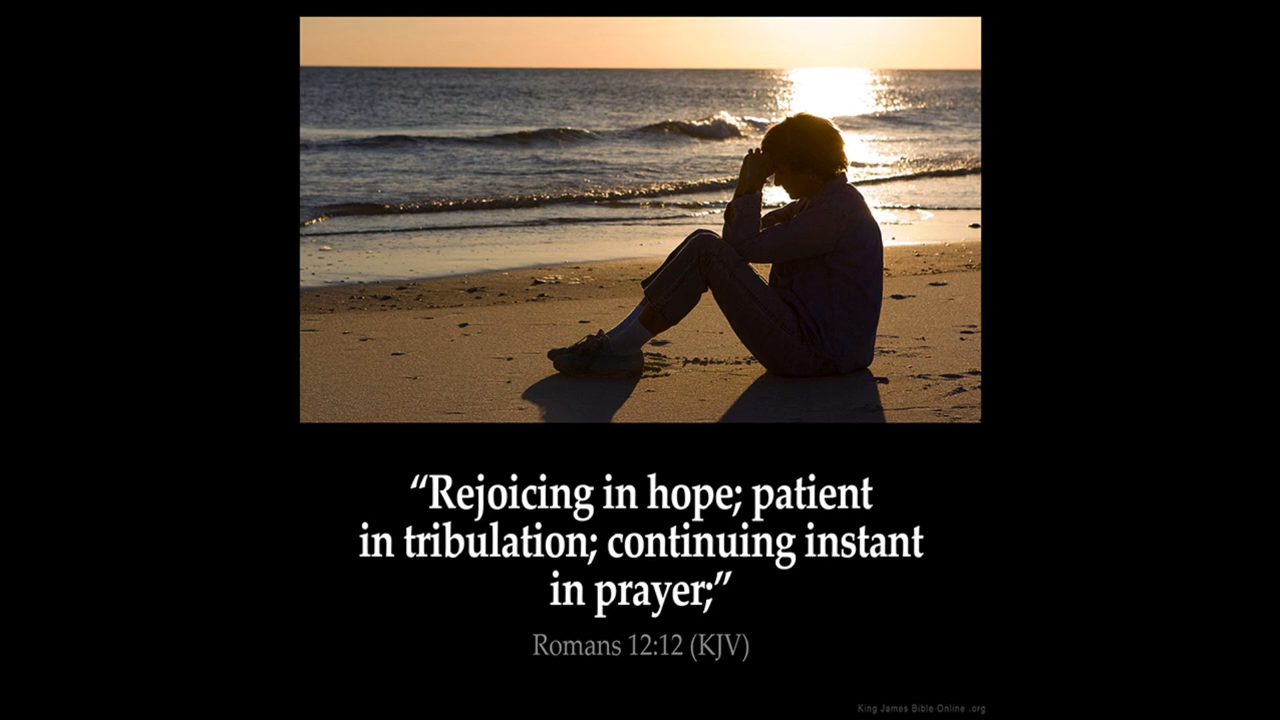 “Rejoicing in hope; patient
in tribulation; continuing instant
in prayer;”
Romans 12:12 (KJV)
King James Bible Online .org